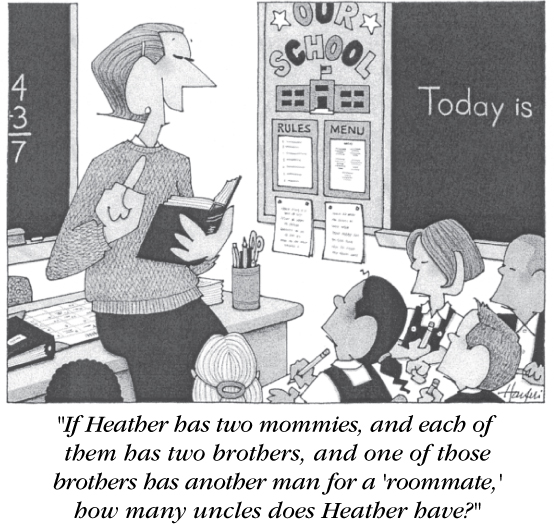 OUR
SCHOOL
4
3
7
Today is
RULES
MENU
"If Heather has two mommies, and each of
them has two brothers, and one of those
brothers has another man for a 'roommate,'
how many uncles does Heather have?"